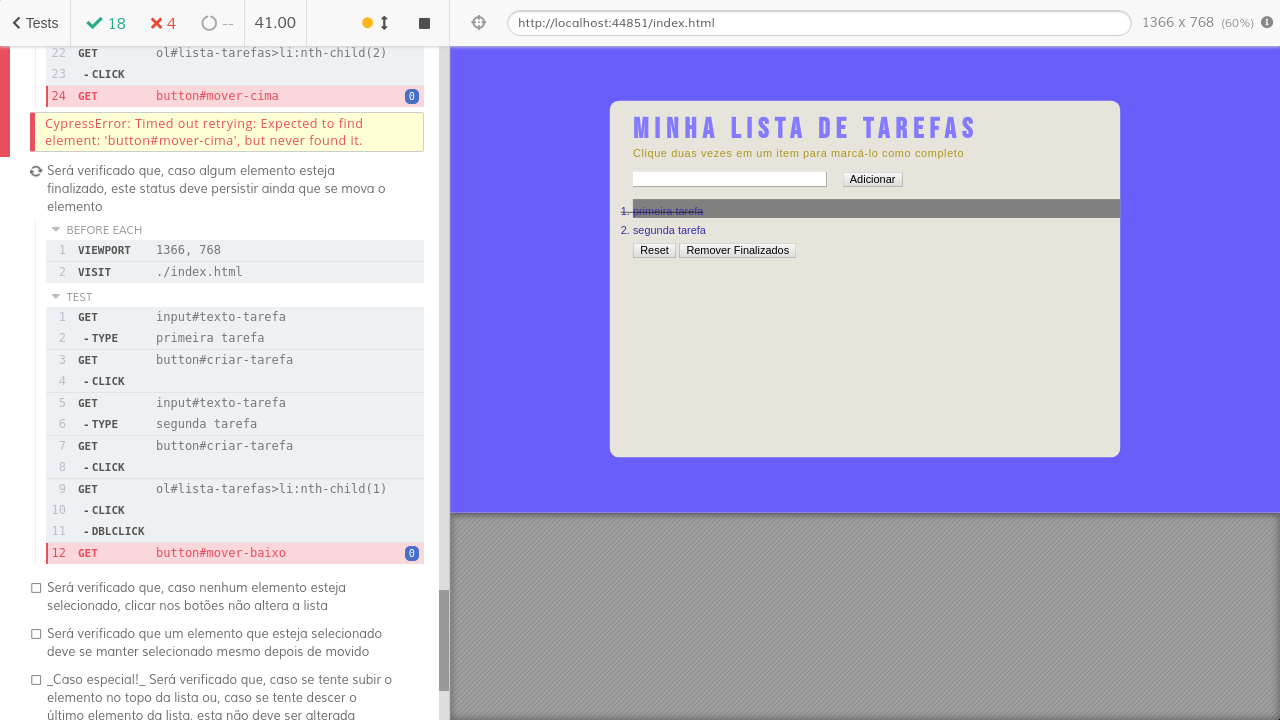 Tests
18
4
--
41.00
http://localhost:44851/index.html
1366 x 768 (60%)
22 GET ol#lista-tarefas>li:nth-child(2)
23 - CLICK
24 GET button#mover-cima 0
CypressError: Timed out retrying: Expected to find
element: 'button#mover-cima', but never found it.
Será verificado que, caso algum elemento esteja
finalizado, este status deve persistir ainda que se mova o
elemento
BEFORE EACH
1 VIEWPORT 1366, 768
2 VISIT ./index.html
TEST
1 GET input#texto-tarefa
2 - TYPE primeira tarefa
3 GET button#criar-tarefa
4 - CLICK
5 GET input#texto-tarefa
6 - TYPE segunda tarefa
7 GET button#criar-tarefa
8 - CLICK
9 GET ol#lista-tarefas>li:nth-child(1)
10 - CLICK
11 - DBLCLICK
12 GET button#mover-baixo 0
Será verificado que, caso nenhum elemento esteja
selecionado, clicar nos botões não altera a lista
Será verificado que um elemento que esteja selecionado
deve se manter selecionado mesmo depois de movido
_Caso especial!_ Será verificado que, caso se tente subir o
elemento no topo da lista ou, caso se tente descer o
último elemento da lista, esta não deve ser alterada
MINHA LISTA DE TAREFAS
Clique duas vezes em um item para marcá-lo como completo
Adicionar
1. primeira tarefa
2. segunda tarefa
Reset Remover Finalizados